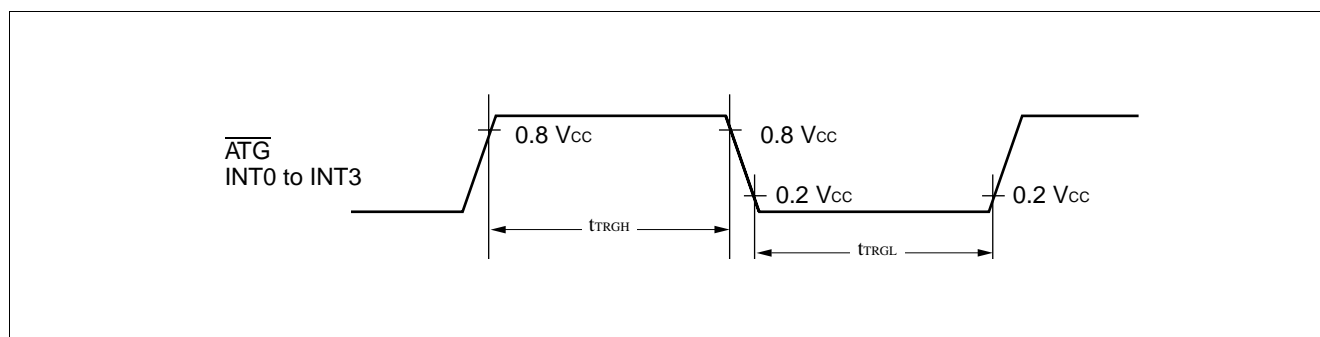 ATG
INT0 to INT3
0.8 VCC
0.8 VCC
0.2 VCC
0.2 VCC
tTRGH
tTRGL